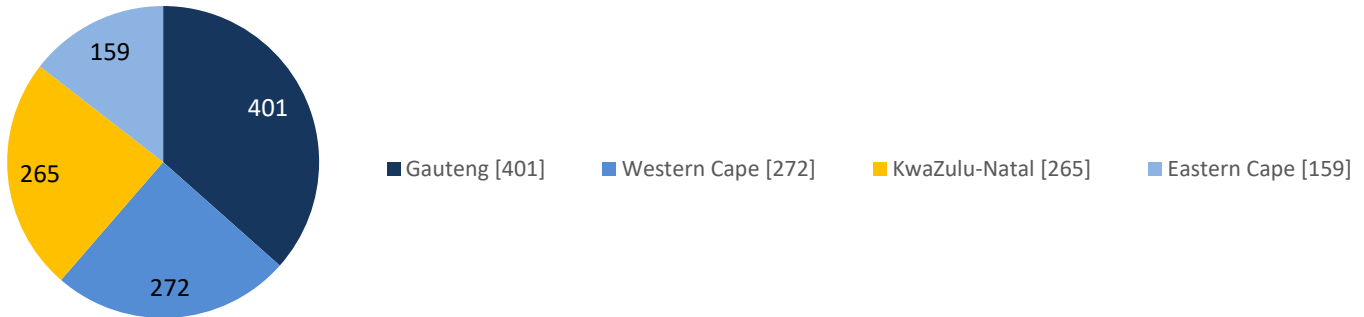 159
401
265
272
Gauteng [401] Western Cape [272] KwaZulu-Natal [265] Eastern Cape [159]